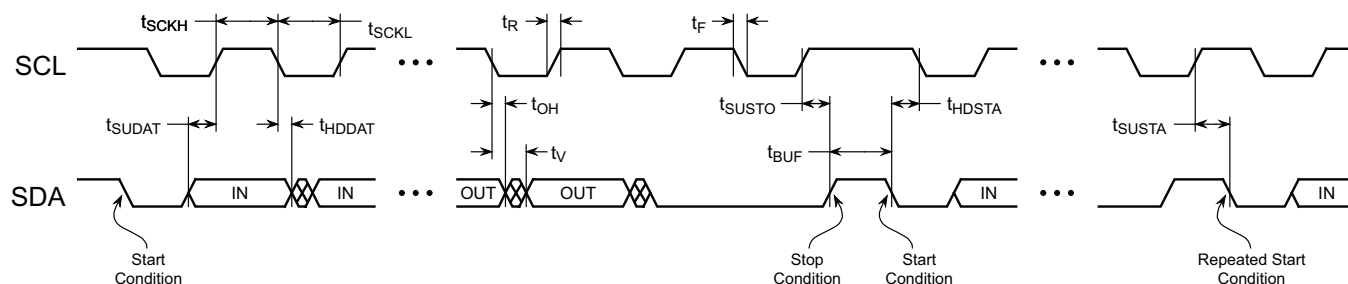 tSCKH
tSCKL
tR
tF
SCL
tSUDAT
tHDDAT
tOH
tV
tSUSTO
tHDSTA
tBUF
tSUSTA
SDA
IN
IN
OUT
OUT
IN
IN
Start
Condition
Stop
Condition
Start
Condition
Repeated Start
Condition